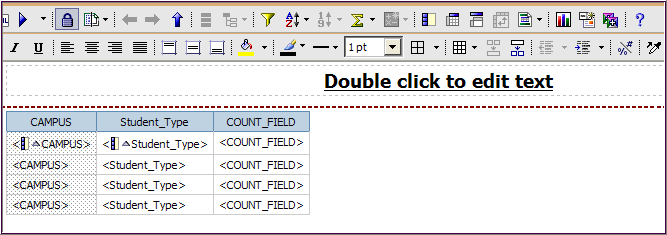 1 pt
Double click to edit text
CAMPUS Student_Type COUNT_FIELD
<CAMPUS> <Student_Type> <COUNT_FIELD>
<CAMPUS> <Student_Type> <COUNT_FIELD>
<CAMPUS> <Student_Type> <COUNT_FIELD>
<CAMPUS> <Student_Type> <COUNT_FIELD>